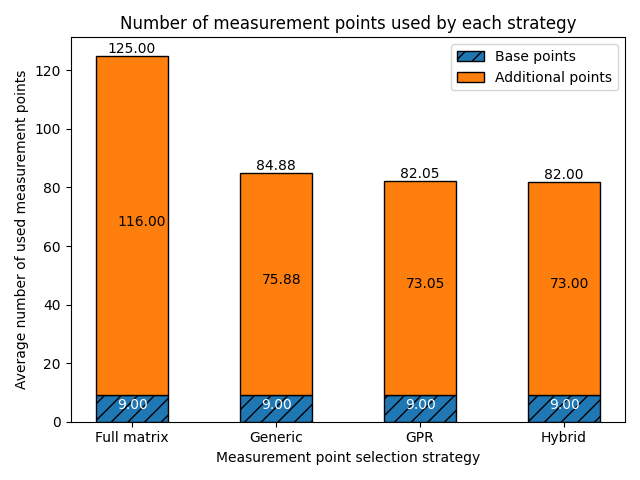 Number of measurement points used by each strategy
Base points
Additional points
Average number of used measurement points
120
100
80
60
40
20
0
125.00
84.88
82.05
82.00
116.00
75.88
73.05
73.00
9.00
9.00
9.00
9.00
Full matrix
Generic
GPR
Hybrid
Measurement point selection strategy